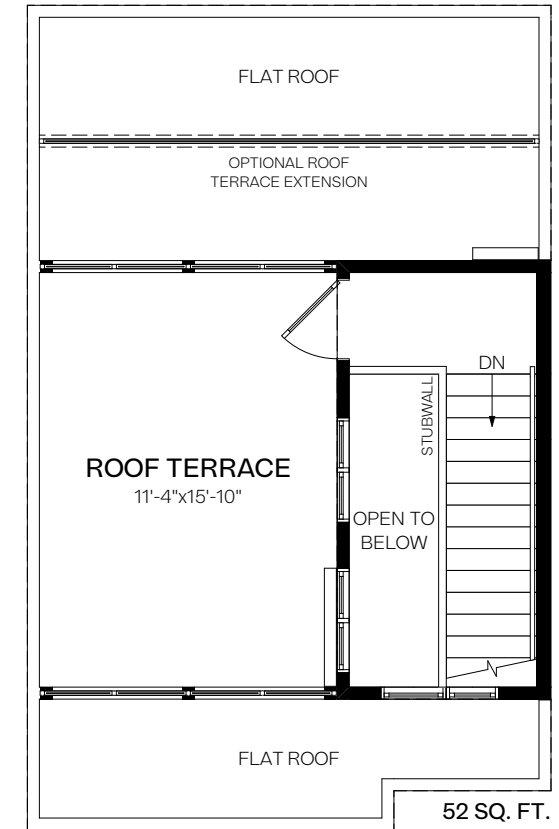 FLAT ROOF
OPTIONAL ROOF
TERRACE EXTENSION
DN
STUBWALL
ROOF TERRACE
11'-4"x15'-10"
OPEN TO
BELOW
FLAT ROOF
52 SQ. FT.